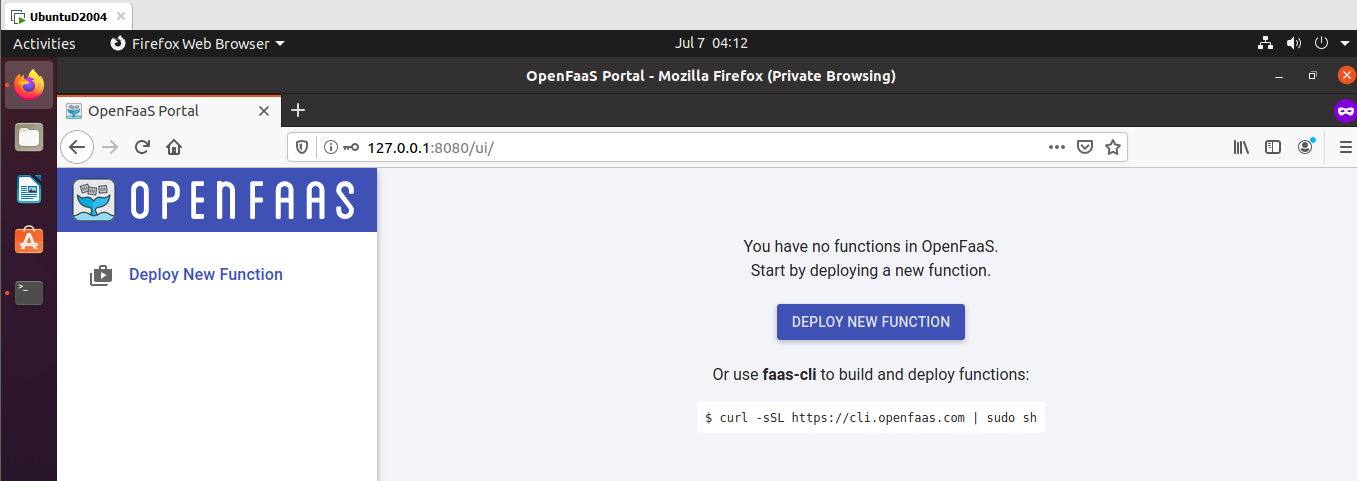 UbuntuD2004
Activities
Firefox Web Browser
Jul 7 04:12
OpenFaaS Portal - Mozilla Firefox (Private Browsing)
OpenFaaS Portal
127.0.0.1:8080/ui/
OPENFAAS
Deploy New Function
You have no functions in OpenFaaS.
Start by deploying a new function.
DEPLOY NEW FUNCTION
Or use faas-cli to build and deploy functions:
$ curl -sSL https://cli.openfaas.com | sudo sh